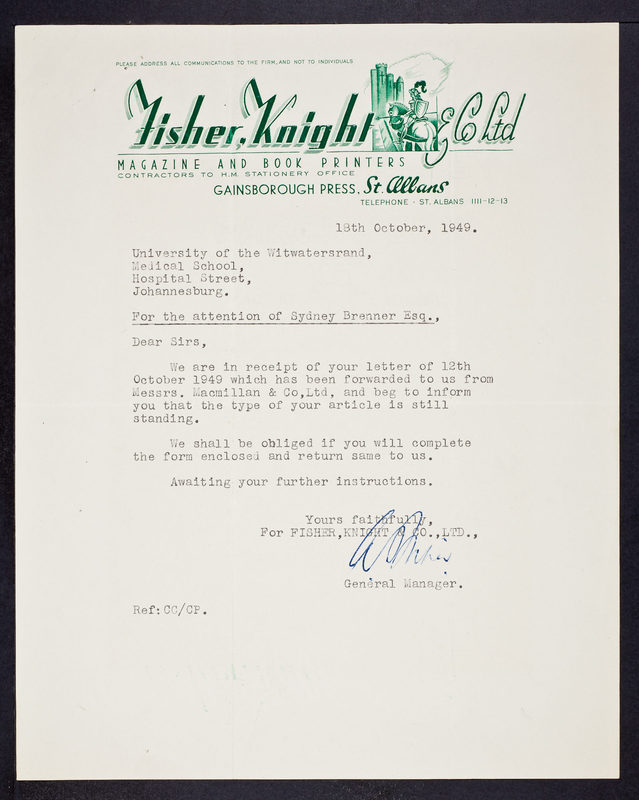 PLEASE ADDRESS ALL COMMUNICATIONS TO THE FIRM, AND NOT TO INDIVIDUALS
Fisher, Knight & Co Ltd
MAGAZINE AND BOOK PRINTERS
CONTRACTORS TO H.M. STATIONERY OFFICE
GAINSBOROUGH PRESS, St. Albans
TELEPHONE · ST. ALBANS 1111-12-13
18th October, 1949.
University of the Witwatersrand,
Medical School,
Hospital Street,
Johannesburg.
For the attention of Sydney Brenner Esq.,
Dear Sirs,
We are in receipt of your letter of 12th
October 1949 which has been forwarded to us from
Messrs. Macmillan & Co,Ltd, and beg to inform
you that the type of your article is still
standing.
We shall be obliged if you will complete
the form enclosed and return same to us.
Awaiting your further instructions.
Yours faithfully,
For FISHER,KNIGHT & CO.,LTD.,
General Manager.
Ref:CC/CP.